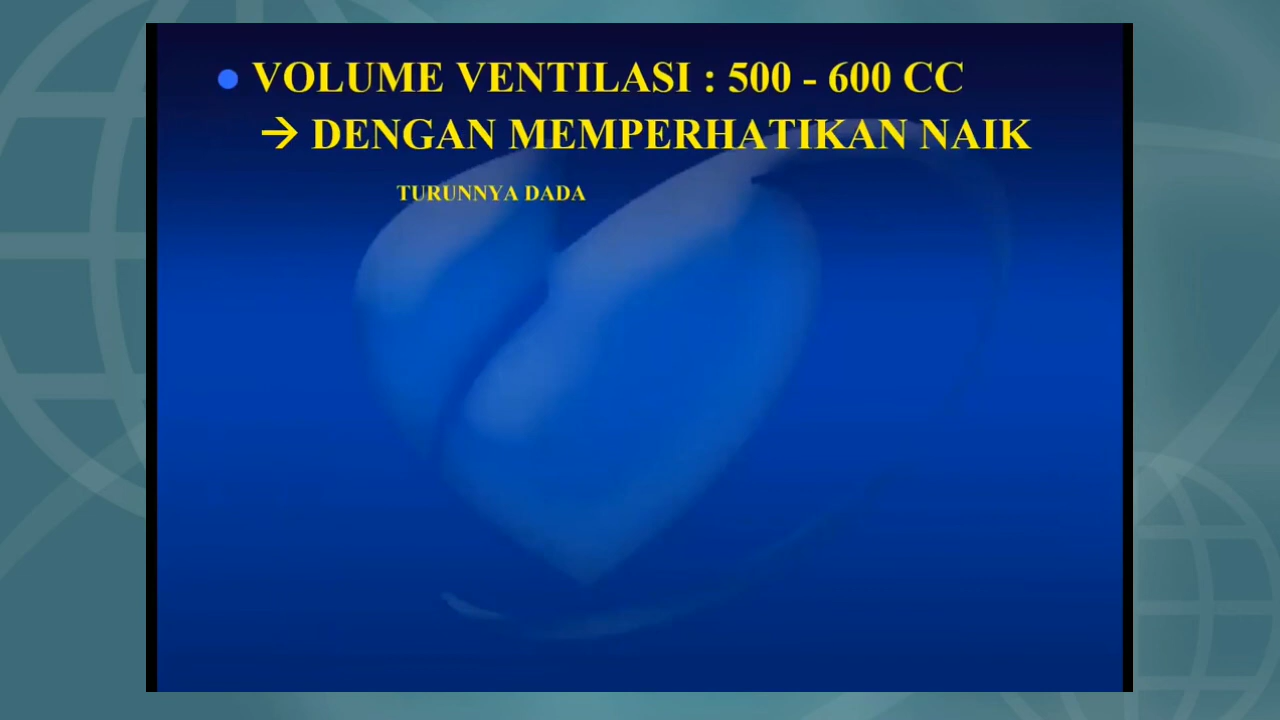 VOLUME VENTILASI : 500 - 600 CC
→ DENGAN MEMPERHATIKAN NAIK
TURUNNYA DADA